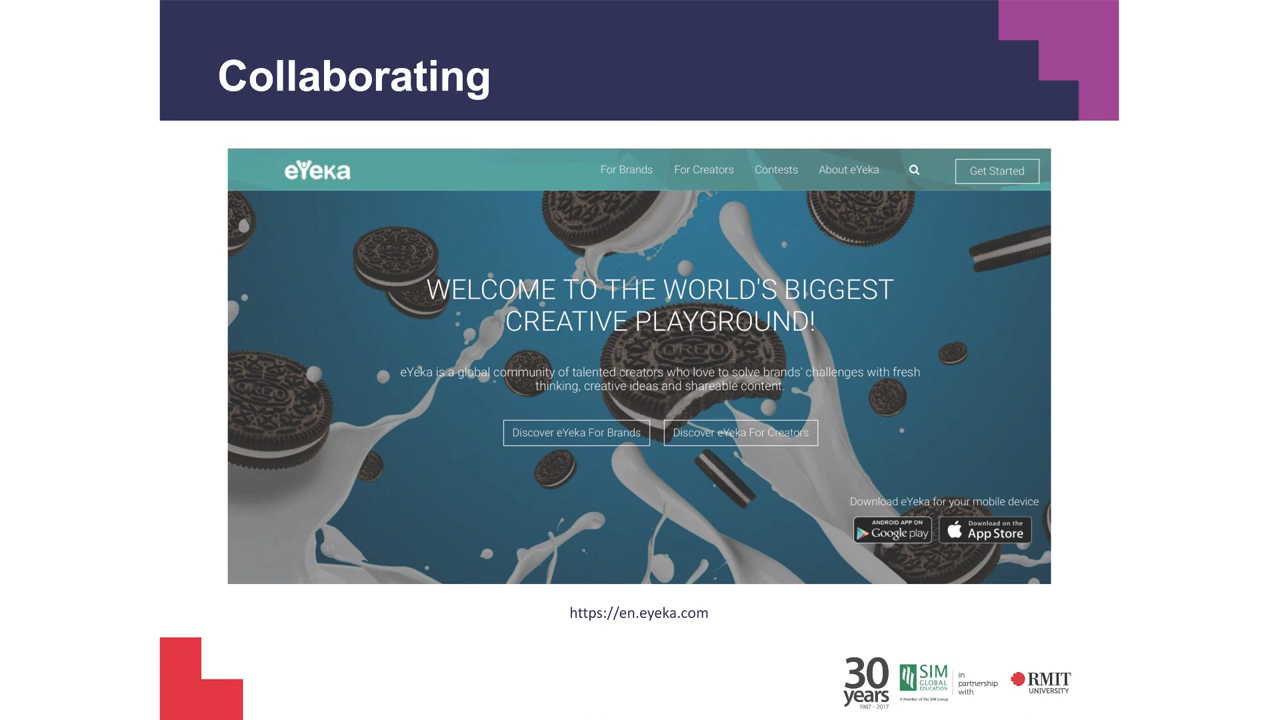 Collaborating
eYeka
For Brands
For Creators
Contests
About eYeka
Get Started
WELCOME TO THE WORLD'S BIGGEST
CREATIVE PLAYGROUND!
OREO
eYeka is a global community of talented creators who love to solve brands' challenges with fresh
thinking, creative ideas and shareable content.
Discover eYeka For Brands
Discover eYeka For Creators
Download eYeka for your mobile device
ANDROID APP ON
Google play
Download on the
App Store
https://en.eyeka.com
30
years
1987 - 2017
SIM
GLOBAL
EDUCATION
A Member of the SIM Group
in
partnership
with
RMIT
UNIVERSITY